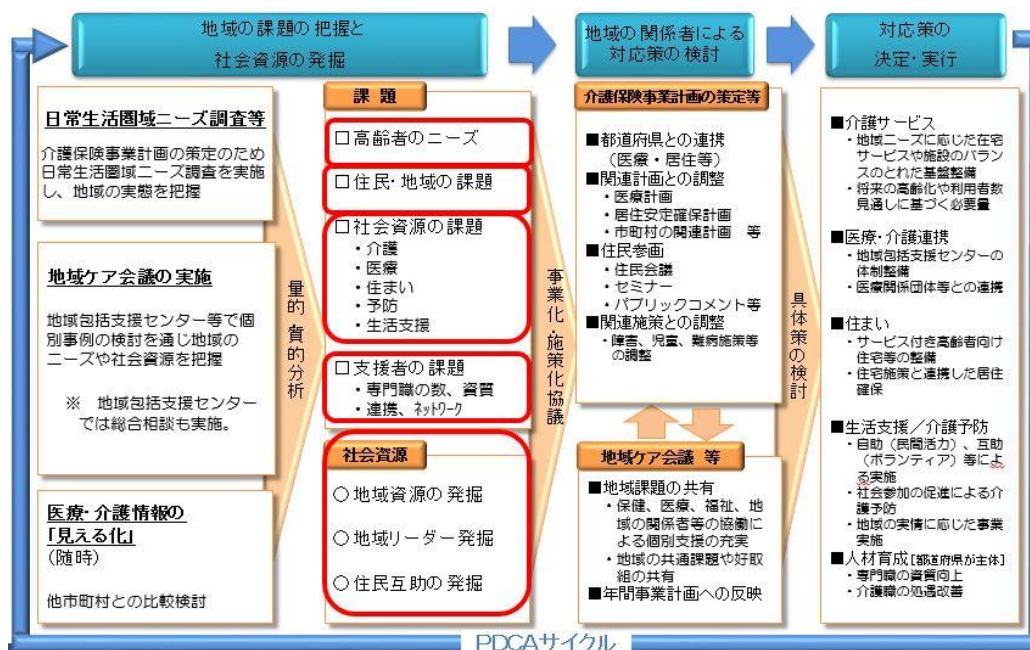 地域の課題の把握と
社会資源の発掘
地域の関係者による
対応策の検討
対応策の
決定・実行
日常生活圏域ニーズ調査等
介護保険事業計画の策定のため
日常生活圏域ニーズ調査を実施
し、地域の実態を把握
地域ケア会議の実施
地域包括支援センター等で個
別事例の検討を通じ地域の
ニーズや社会資源を把握
※ 地域包括支援センター
では総合相談も実施。
医療・介護情報の
「見える化」
(随時)
他市町村との比較検討
量的・質的分析
課 題
□高齢者のニーズ
□住民・地域の課題
□社会資源の課題
・介護
・医療
・住まい
・予防
・生活支援
□支援者の課題
・専門職の数、資質
・連携、ネットワーク
社会資源
○地域資源の発掘
○地域リーダー発掘
○住民互助の発掘
事業化・施策化協議
介護保険事業計画の策定等
■都道府県との連携
(医療・居住等)
■関連計画との調整
・医療計画
・居住安定確保計画
・市町村の関連計画 等
■住民参画
・住民会議
・セミナー
・パブリックコメント等
■関連施策との調整
・障害、児童、難病施策等
の調整
地域ケア会議 等
■地域課題の共有
・保健、医療、福祉、地
域の関係者等の協働に
よる個別支援の充実
・地域の共通課題や好取
組の共有
■年間事業計画への反映
具体策の検討
■介護サービス
・地域ニーズに応じた在宅
サービスや施設のバラン
スのとれた基盤整備
・将来の高齢化や利用者数
見通しに基づく必要量
■医療・介護連携
・地域包括支援センターの
体制整備
・医療関係団体等との連携
■住まい
・サービス付き高齢者向け
住宅等の整備
・住宅施策と連携した居住
確保
■生活支援/介護予防
・自助(民間活力)、互助
(ボランティア)等によ
る実施
・社会参加の促進による介
護予防
・地域の実情に応じた事業
実施
■人材育成[都道府県が主体]
・専門職の資質向上
・介護職の処遇改善
PDCAサイクル